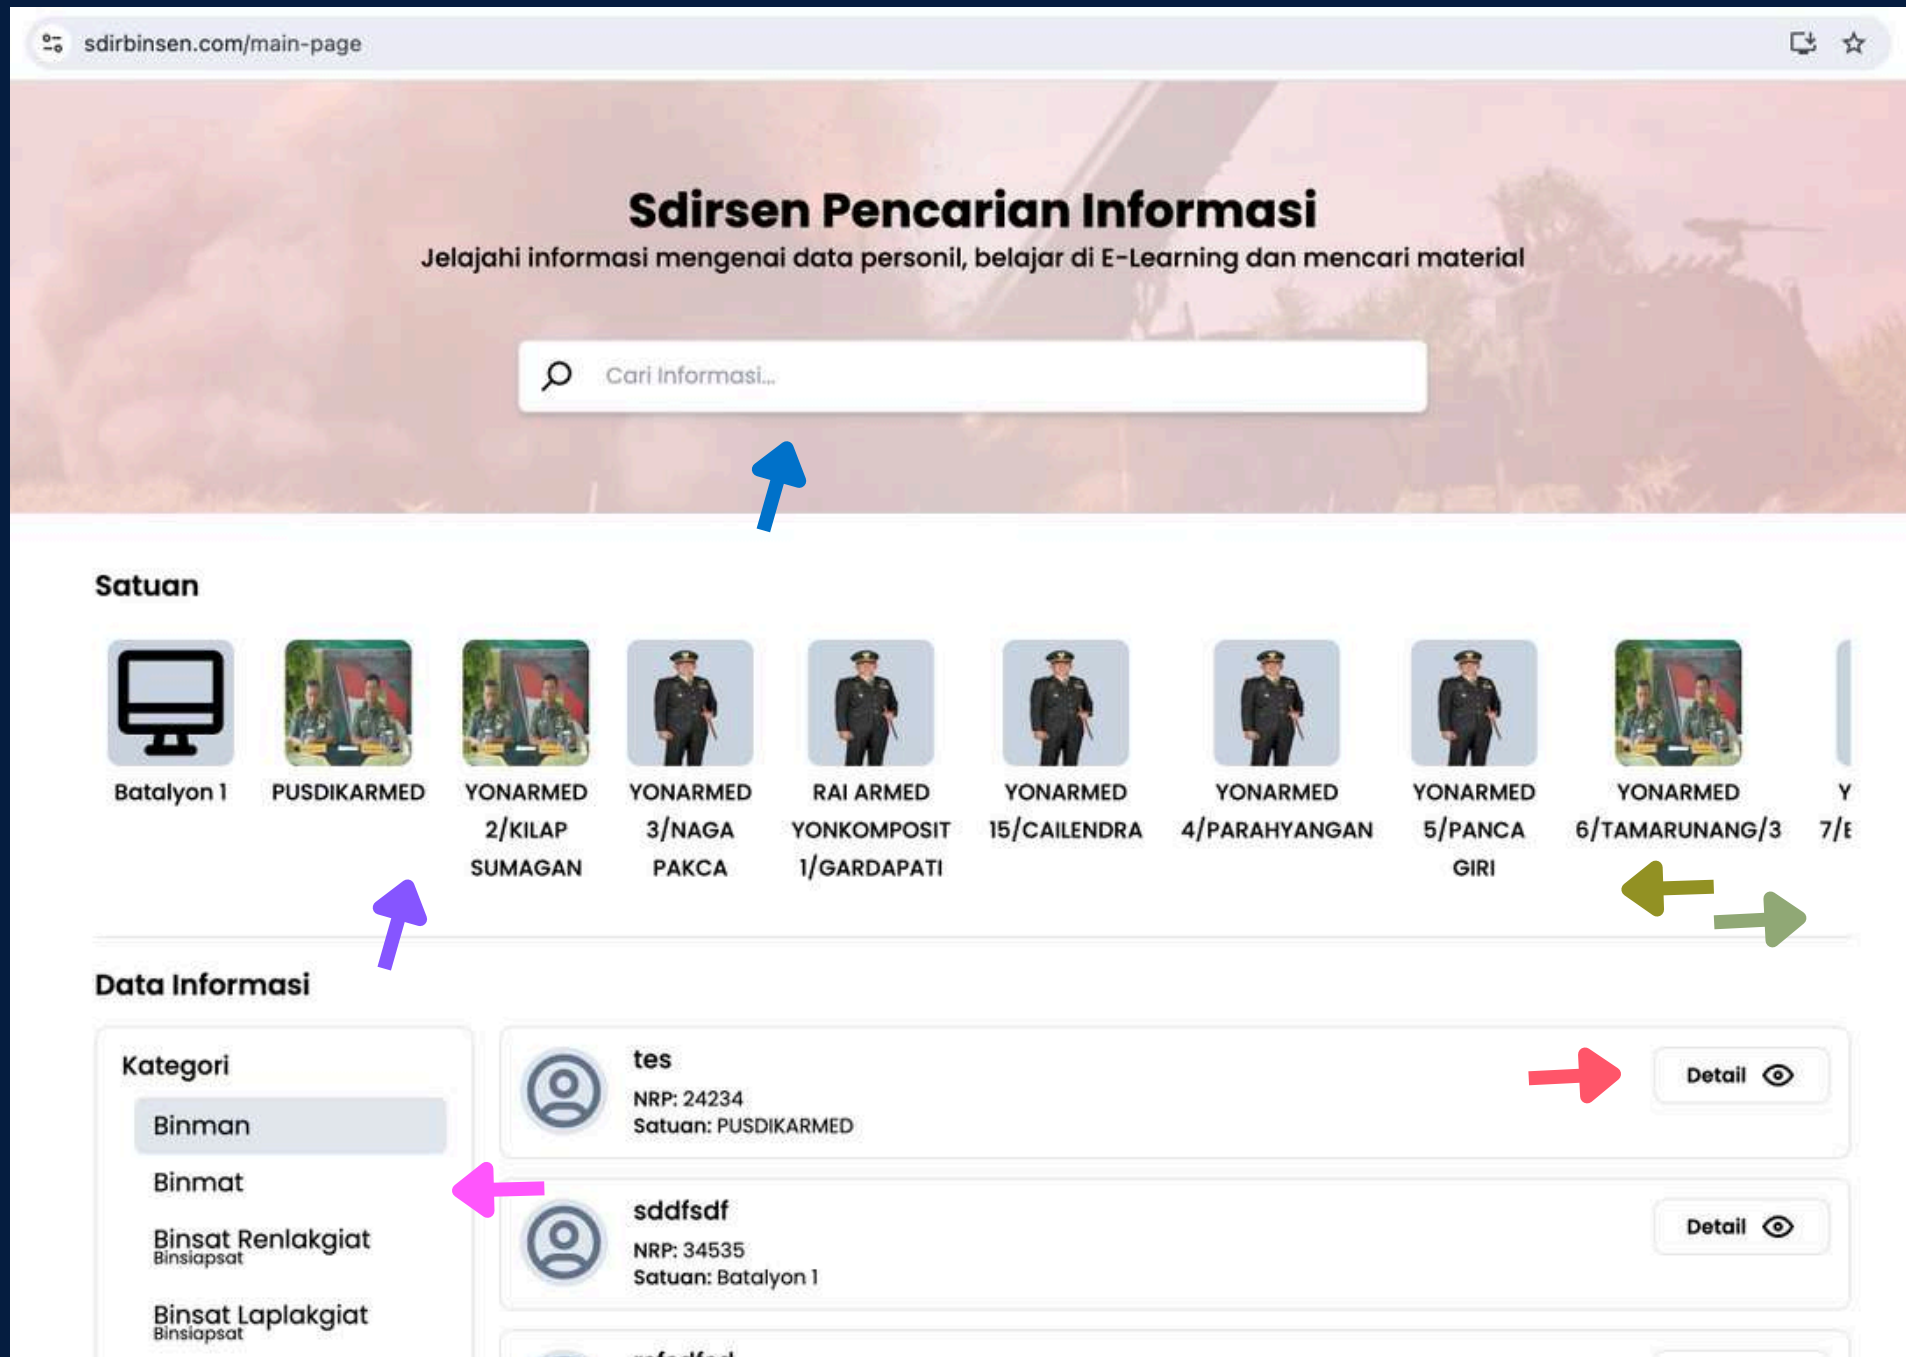 sdirbinsen.com/main-page
Sdirsen Pencarian Informasi
Jelajahi informasi mengenai data personil, belajar di E-Learning dan mencari material
Cari Informasi...
Satuan
Batalyon 1
PUSDIKARMED
YONARMED
2/KILAP
SUMAGAN
YONARMED
3/NAGA
PAKCA
RAI ARMED
YONKOMPOSIT
1/GARDAPATI
YONARMED
15/CAILENDRA
YONARMED
4/PARAHYANGAN
YONARMED
5/PANCA
GIRI
YONARMED
6/TAMARUNANG/3
Y
7/
Data Informasi
Kategori
Binman
Binmat
Binsat Renlakgiat
Binsiapsat
Binsat Laplakgiat
Binsiapsat
tes
NRP: 24234
Satuan: PUSDIKARMED
Detail
sddfsdf
NRP: 34535
Satuan: Batalyon 1
Detail